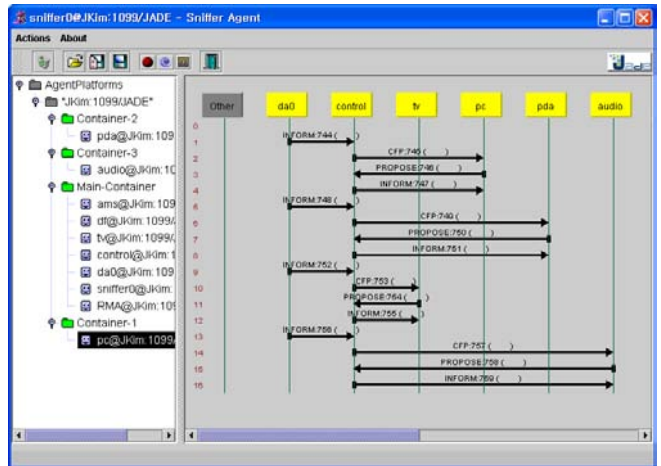 sniffer0@JKim:1099/JADE - Sniffer Agent
Actions About
AgentPlatforms
"JKim:1099/JADE"
Container-2
pda@JKim:109
Container-3
audio@JKim:10
Main-Container
ams@JKim:109
df@JKim:1099/
tv@JKim:1099/
control@JKim:1
da0@JKim:109
sniffer0@JKim:
RMA@JKim:109
Container-1
pc@JKim:1099/
Other da0 control tv pc pda audio
0
INFORM:744 ( )
1
CFP:745 ( )
2
PROPOSE:746 ( )
3
INFORM:747 ( )
4
INFORM:748 ( )
5
CFP:749 ( )
6
PROPOSE:750 ( )
7
INFORM:751 ( )
8
INFORM:752 ( )
9
CFP:753 ( )
10
PROPOSE:754 ( )
11
INFORM:755 ( )
12
INFORM:756 ( )
13
CFP:757 ( )
14
PROPOSE:758 ( )
15
INFORM:759 ( )
16